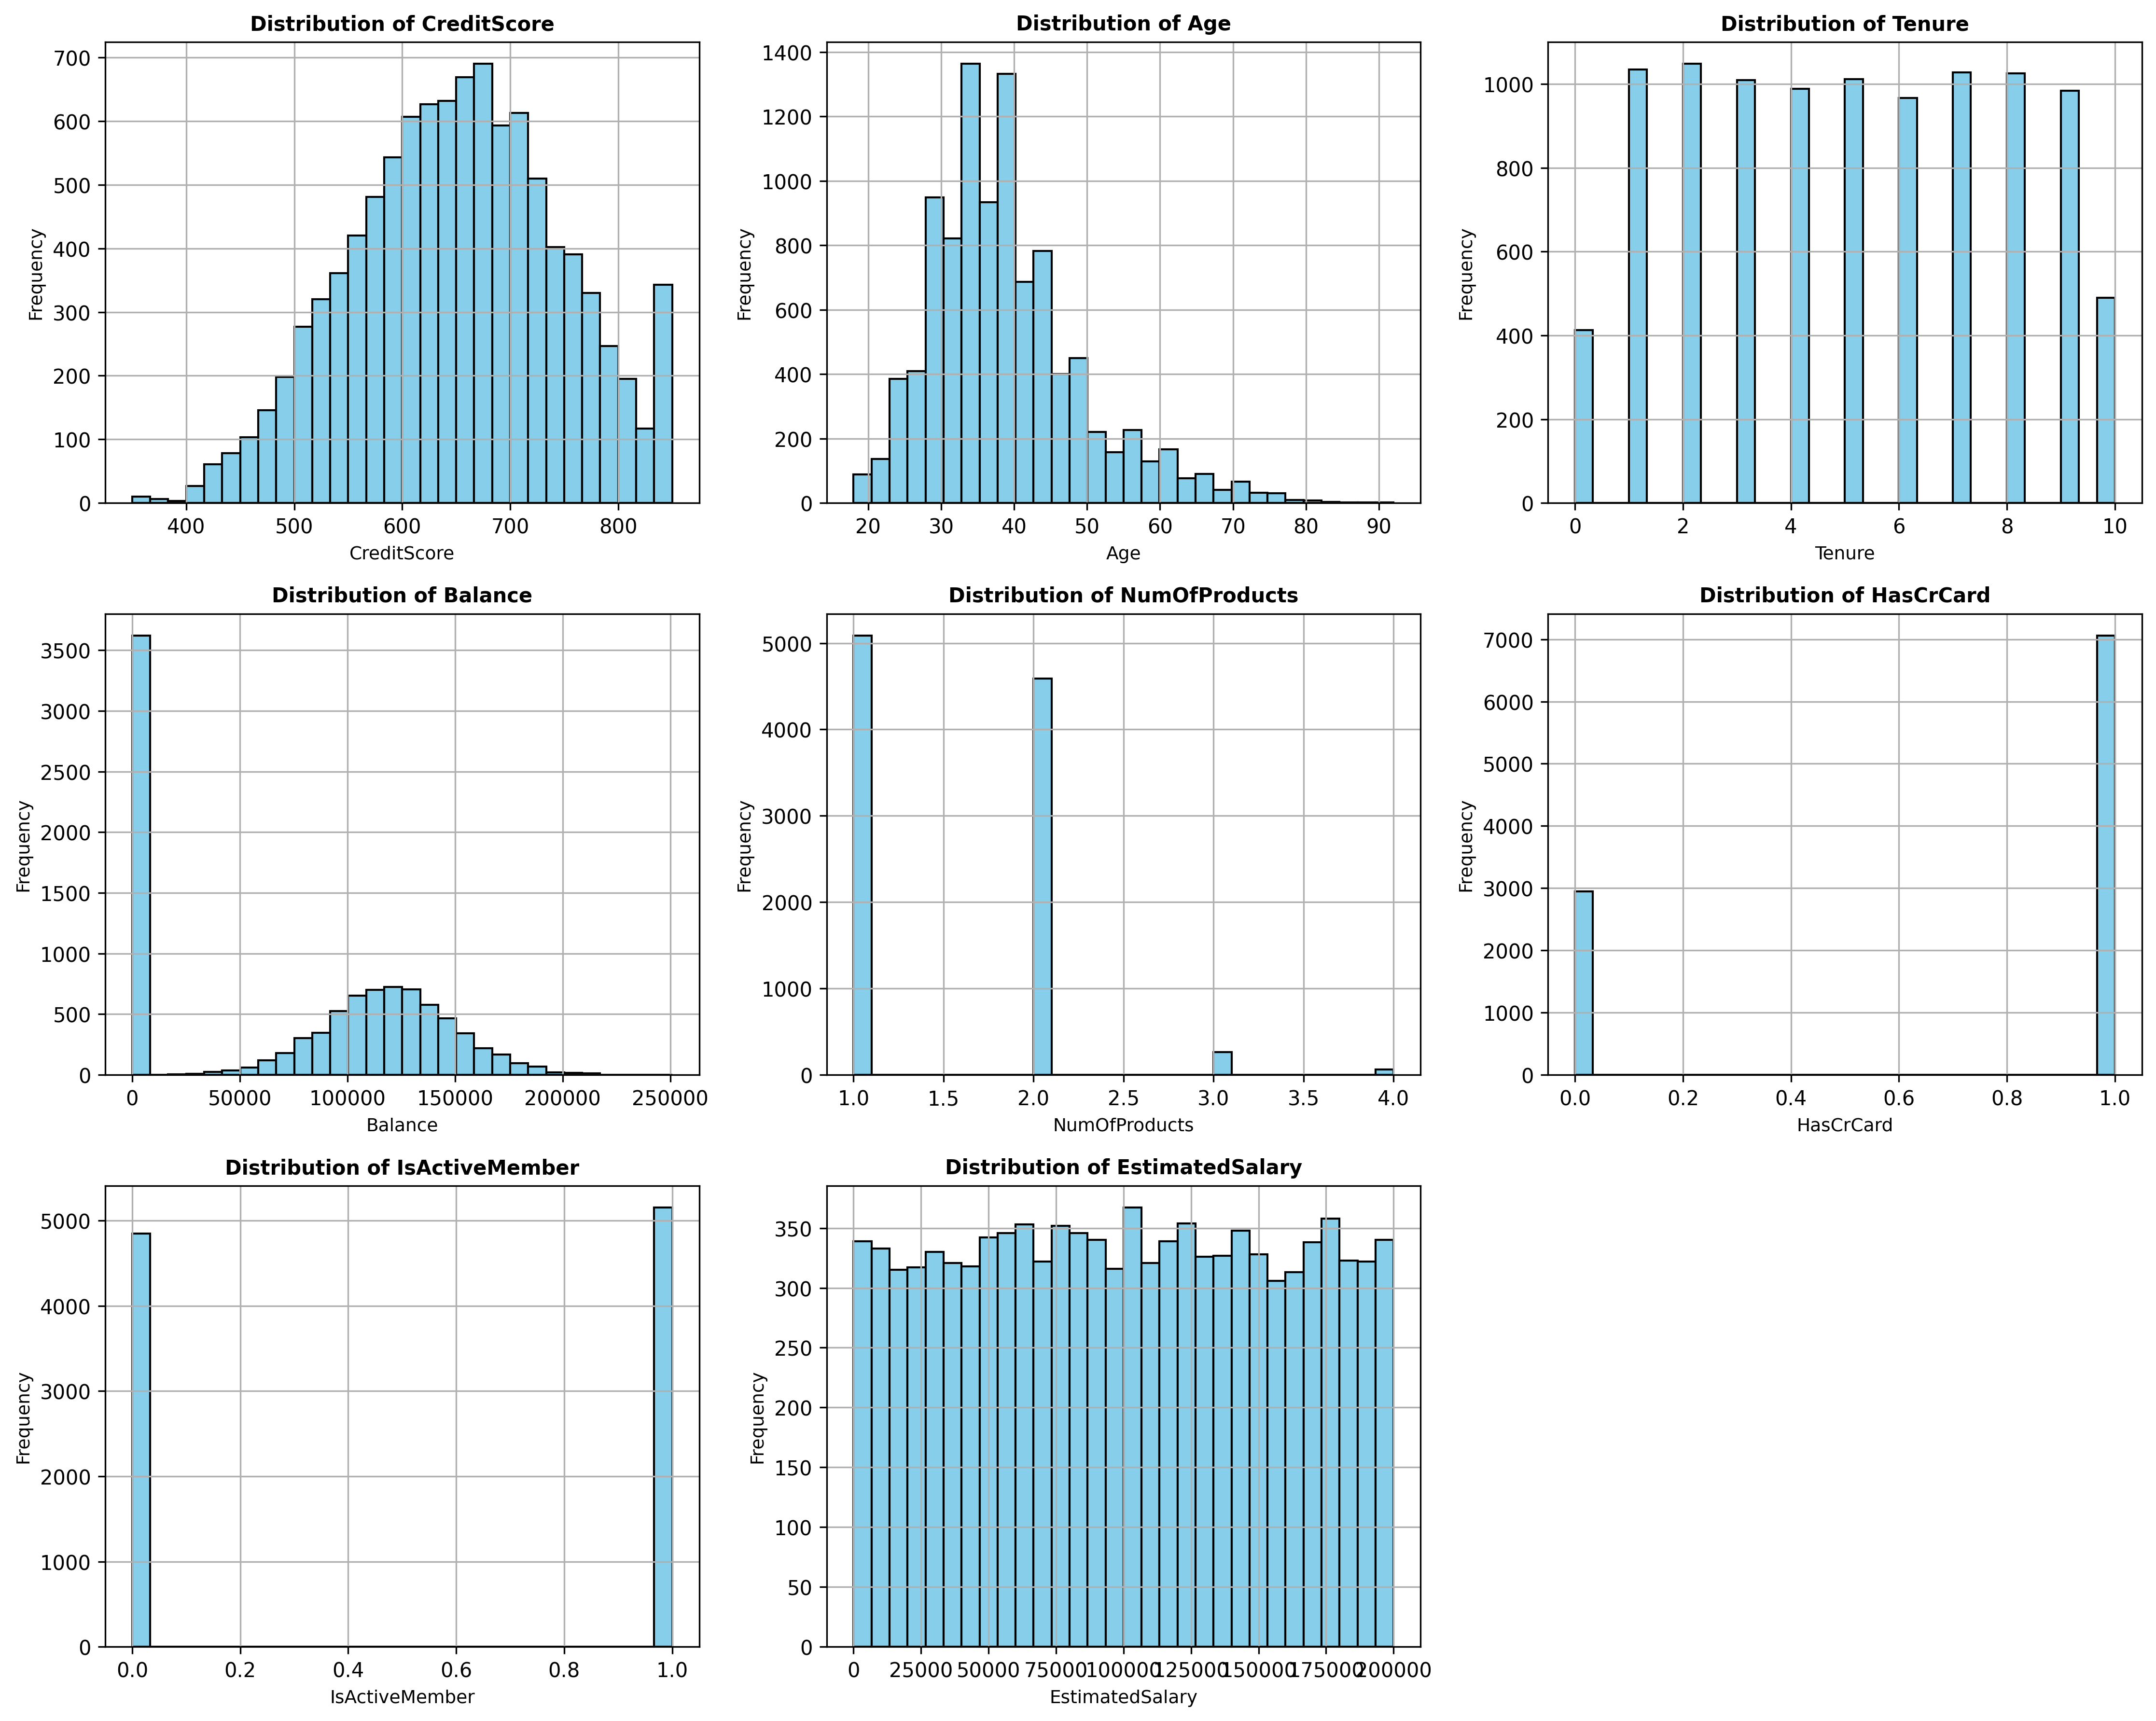 Distribution of CreditScore
Frequency
700
600
500
400
300
200
100
0
400 500 600 700 800
CreditScore
Distribution of Age
Frequency
1400
1200
1000
800
600
400
200
0
20 30 40 50 60 70 80 90
Age
Distribution of Tenure
Frequency
1000
800
600
400
200
0
0 2 4 6 8 10
Tenure
Distribution of Balance
Frequency
3500
3000
2500
2000
1500
1000
500
0
0 50000 100000 150000 200000 250000
Balance
Distribution of NumOfProducts
Frequency
5000
4000
3000
2000
1000
0
1.0 1.5 2.0 2.5 3.0 3.5 4.0
NumOfProducts
Distribution of HasCrCard
Frequency
7000
6000
5000
4000
3000
2000
1000
0
0.0 0.2 0.4 0.6 0.8 1.0
HasCrCard
Distribution of IsActiveMember
Frequency
5000
4000
3000
2000
1000
0
0.0 0.2 0.4 0.6 0.8 1.0
IsActiveMember
Distribution of EstimatedSalary
Frequency
350
300
250
200
150
100
50
0
0 25000 50000 75000 100000 125000 150000 175000 200000
EstimatedSalary